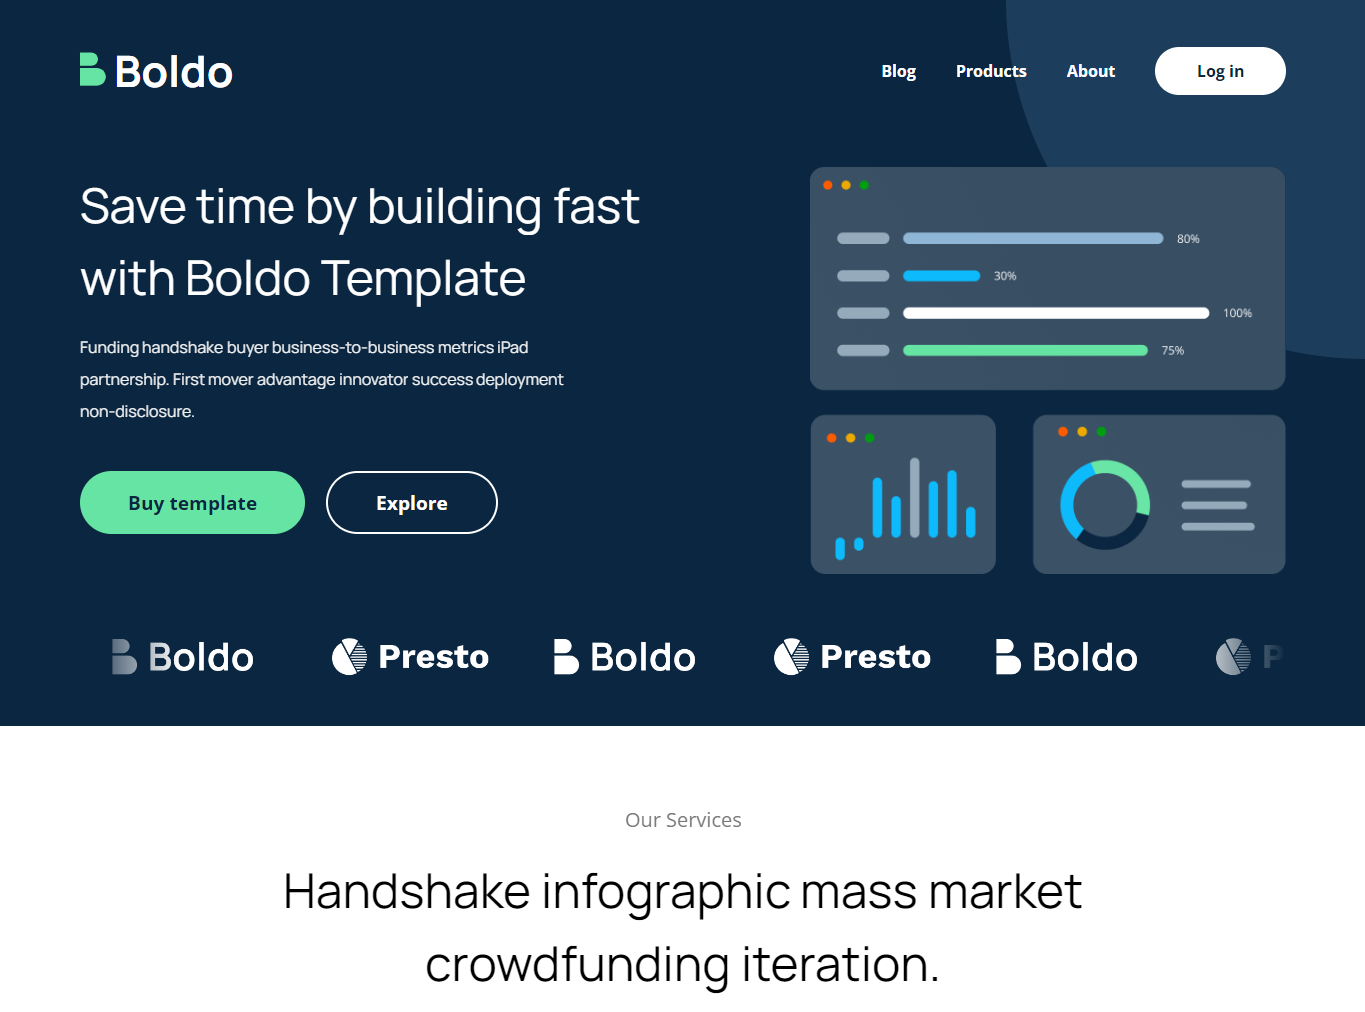 Boldo
Blog Products About Log in
Save time by building fast
with Boldo Template
Funding handshake buyer business-to-business metrics iPad
partnership. First mover advantage innovator success deployment
non-disclosure.
Buy template Explore
80%
30%
100%
75%
Boldo Presto Boldo Presto Boldo P
Our Services
Handshake infographic mass market
crowdfunding iteration.